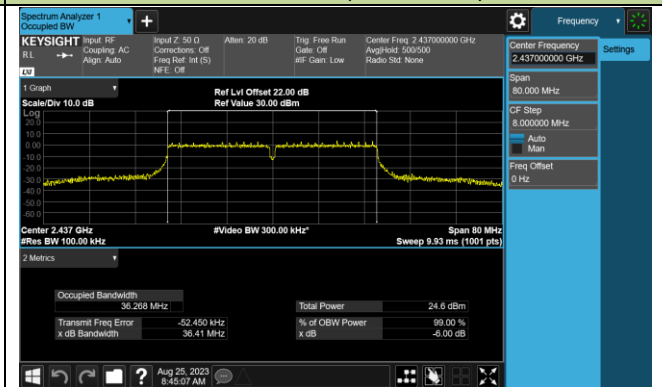 Spectrum Analyzer 1
Occupied BW
Frequency
KEYSIGHT
RL
Input: RF
Coupling: AC
Align: Auto
Input Z: 50 Ω
Corrections: Off
Freq Ref: Int (S)
NFE: Off
Atten: 20 dB
Trig: Free Run
Gate: Off
#IF Gain: Low
Center Freq: 2.437000000 GHz
Avg|Hold: 500/500
Radio Std: None
Center Frequency
2.437000000 GHz
Settings
Span
80.000 MHz
CF Step
8.000000 MHz
Auto
Man
Freq Offset
0 Hz
1 Graph
Scale/Div 10.0 dB
Ref Lvl Offset 22.00 dB
Ref Value 30.00 dBm
Log
20.0
10.0
0.00
-10.0
-20.0
-30.0
-40.0
-50.0
-60.0
Center 2.437 GHz
#Res BW 100.00 kHz
#Video BW 300.00 kHz*
Span 80 MHz
Sweep 9.93 ms (1001 pts)
2 Metrics
Occupied Bandwidth
36.268 MHz
Total Power 24.6 dBm
Transmit Freq Error -52.450 kHz
% of OBW Power 99.00 %
x dB Bandwidth 36.41 MHz
x dB -6.00 dB
?
Aug 25, 2023
8:45:07 AM